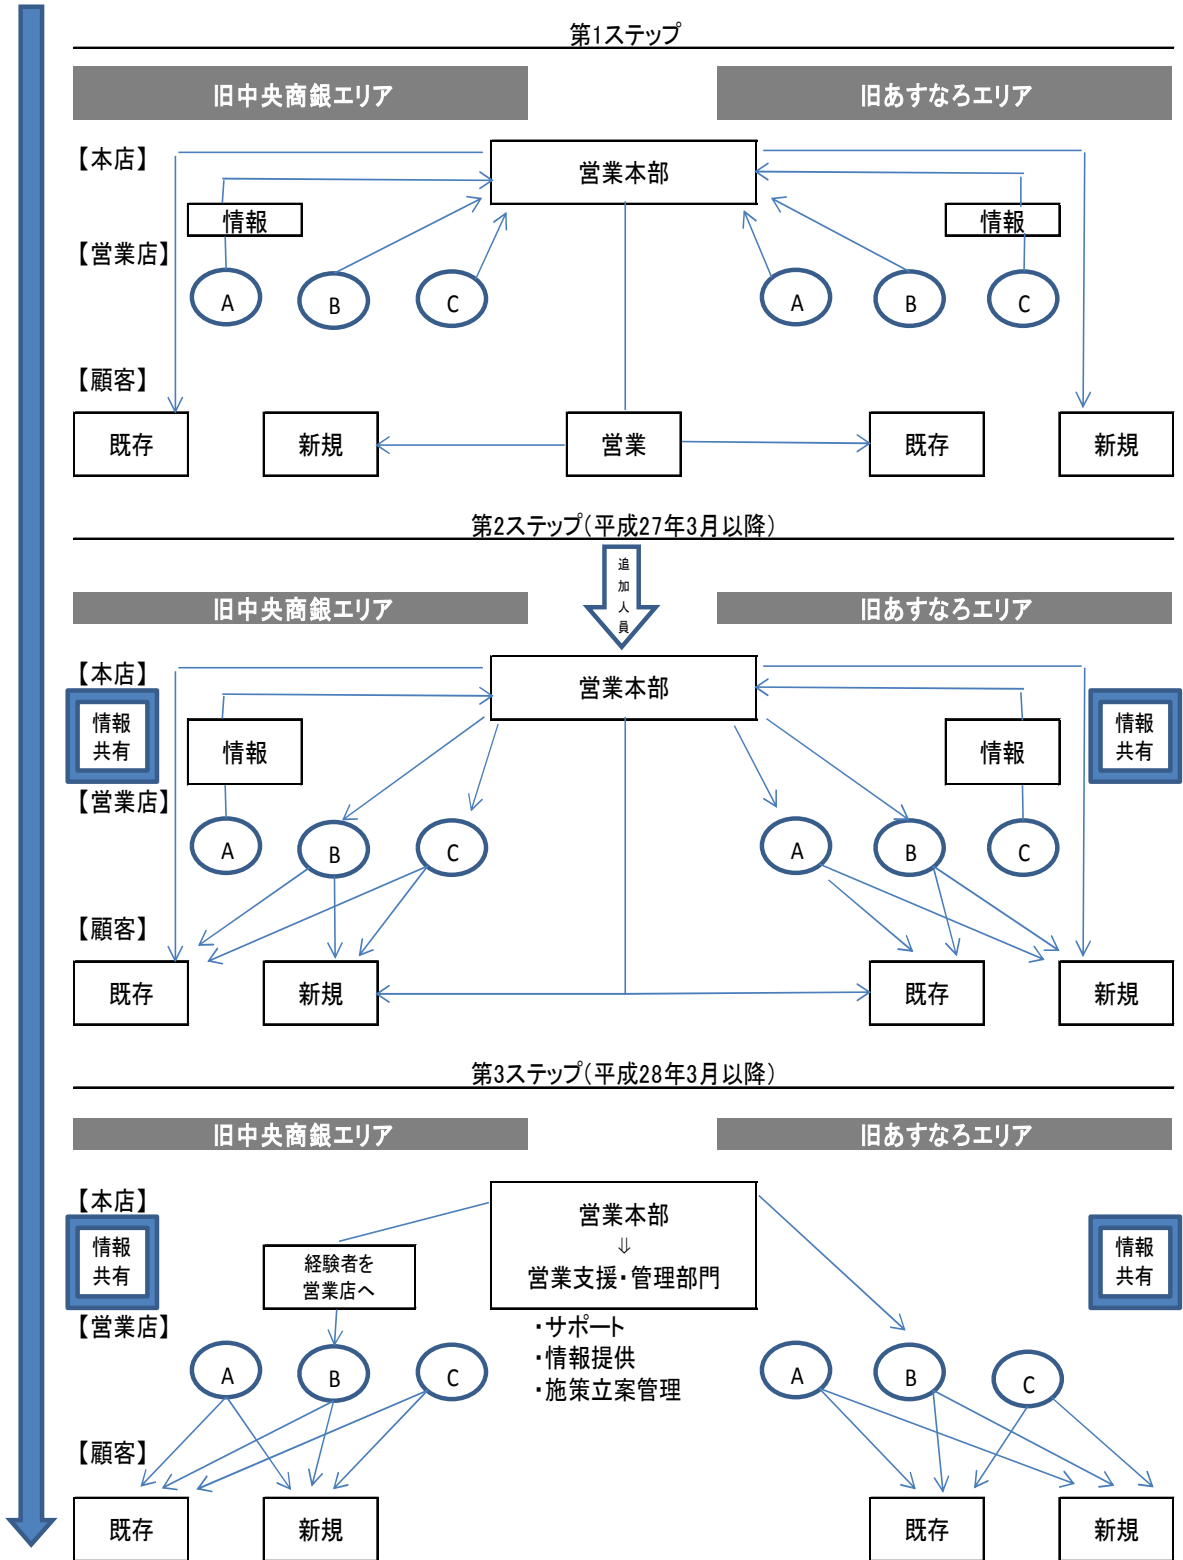 第1ステップ
旧中央商銀エリア
旧あすなろエリア
【本店】
営業本部
情報
情報
【営業店】
A
B
C
A
B
C
【顧客】
既存
新規
営業
既存
新規
第2ステップ(平成27年3月以降)
追
加
人
員
旧中央商銀エリア
旧あすなろエリア
【本店】
営業本部
情報
共有
情報
情報
情報
共有
【営業店】
A
B
C
A
B
C
【顧客】
既存
新規
既存
新規
第3ステップ(平成28年3月以降)
旧中央商銀エリア
旧あすなろエリア
【本店】
営業本部
⇓
営業支援・管理部門
情報
共有
経験者を
営業店へ
情報
共有
【営業店】
・サポート
・情報提供
・施策立案管理
A
B
C
A
B
C
【顧客】
既存
新規
既存
新規